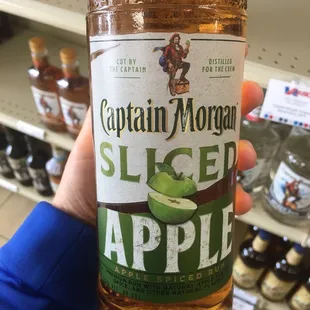 CUT BY
THE CAPTAIN
DISTILLED
FOR THE CREW
Captain Morgan
SLICED
APPLE
APPLE SPICED RUM